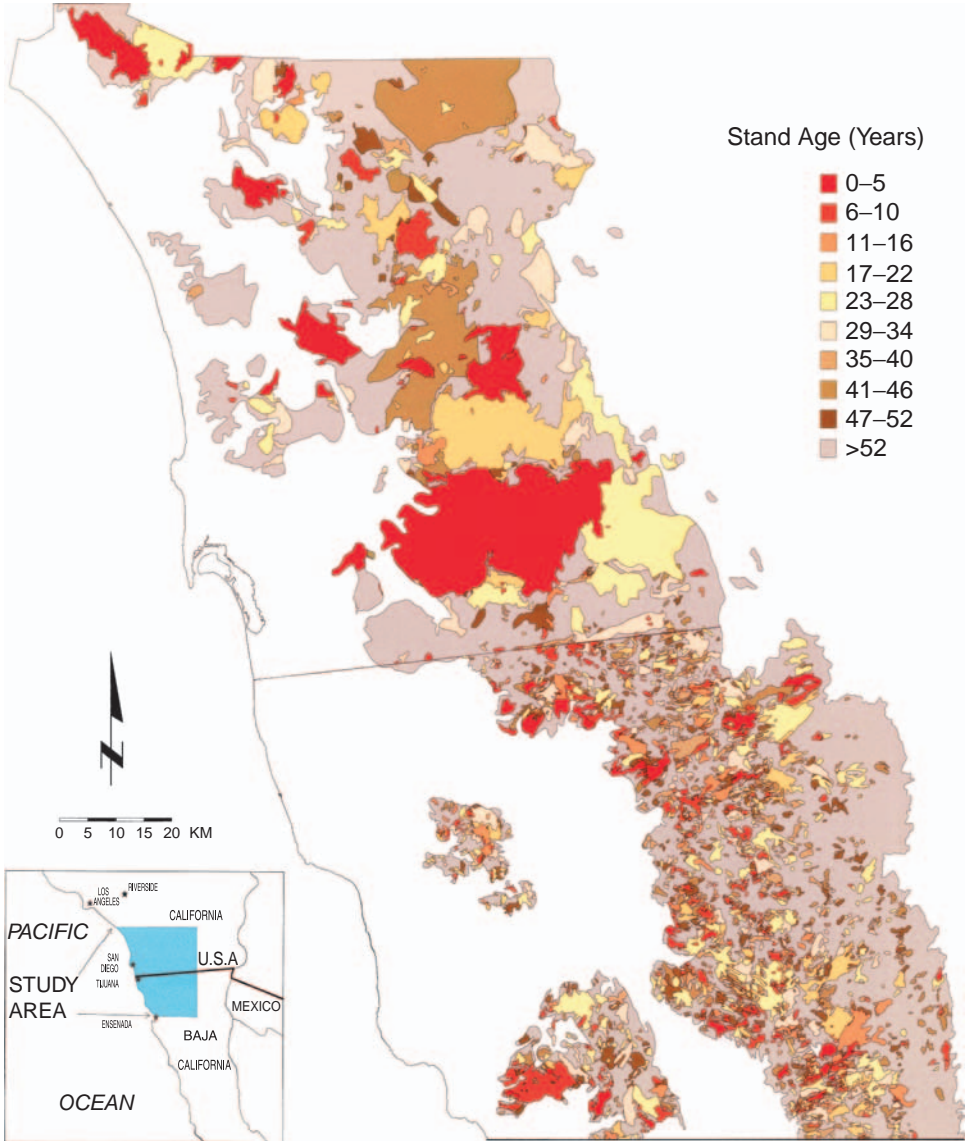 Stand Age (Years)
0–5
6–10
11–16
17–22
23–28
29–34
35–40
41–46
47–52
>52
0 5 10 15 20 KM
LOS
ANGELES
RIVERSIDE
CALIFORNIA
PACIFIC
SAN
DIEGO
U.S.A
STUDY
AREA
TIJUANA
MEXICO
ENSENADA
BAJA
CALIFORNIA
OCEAN